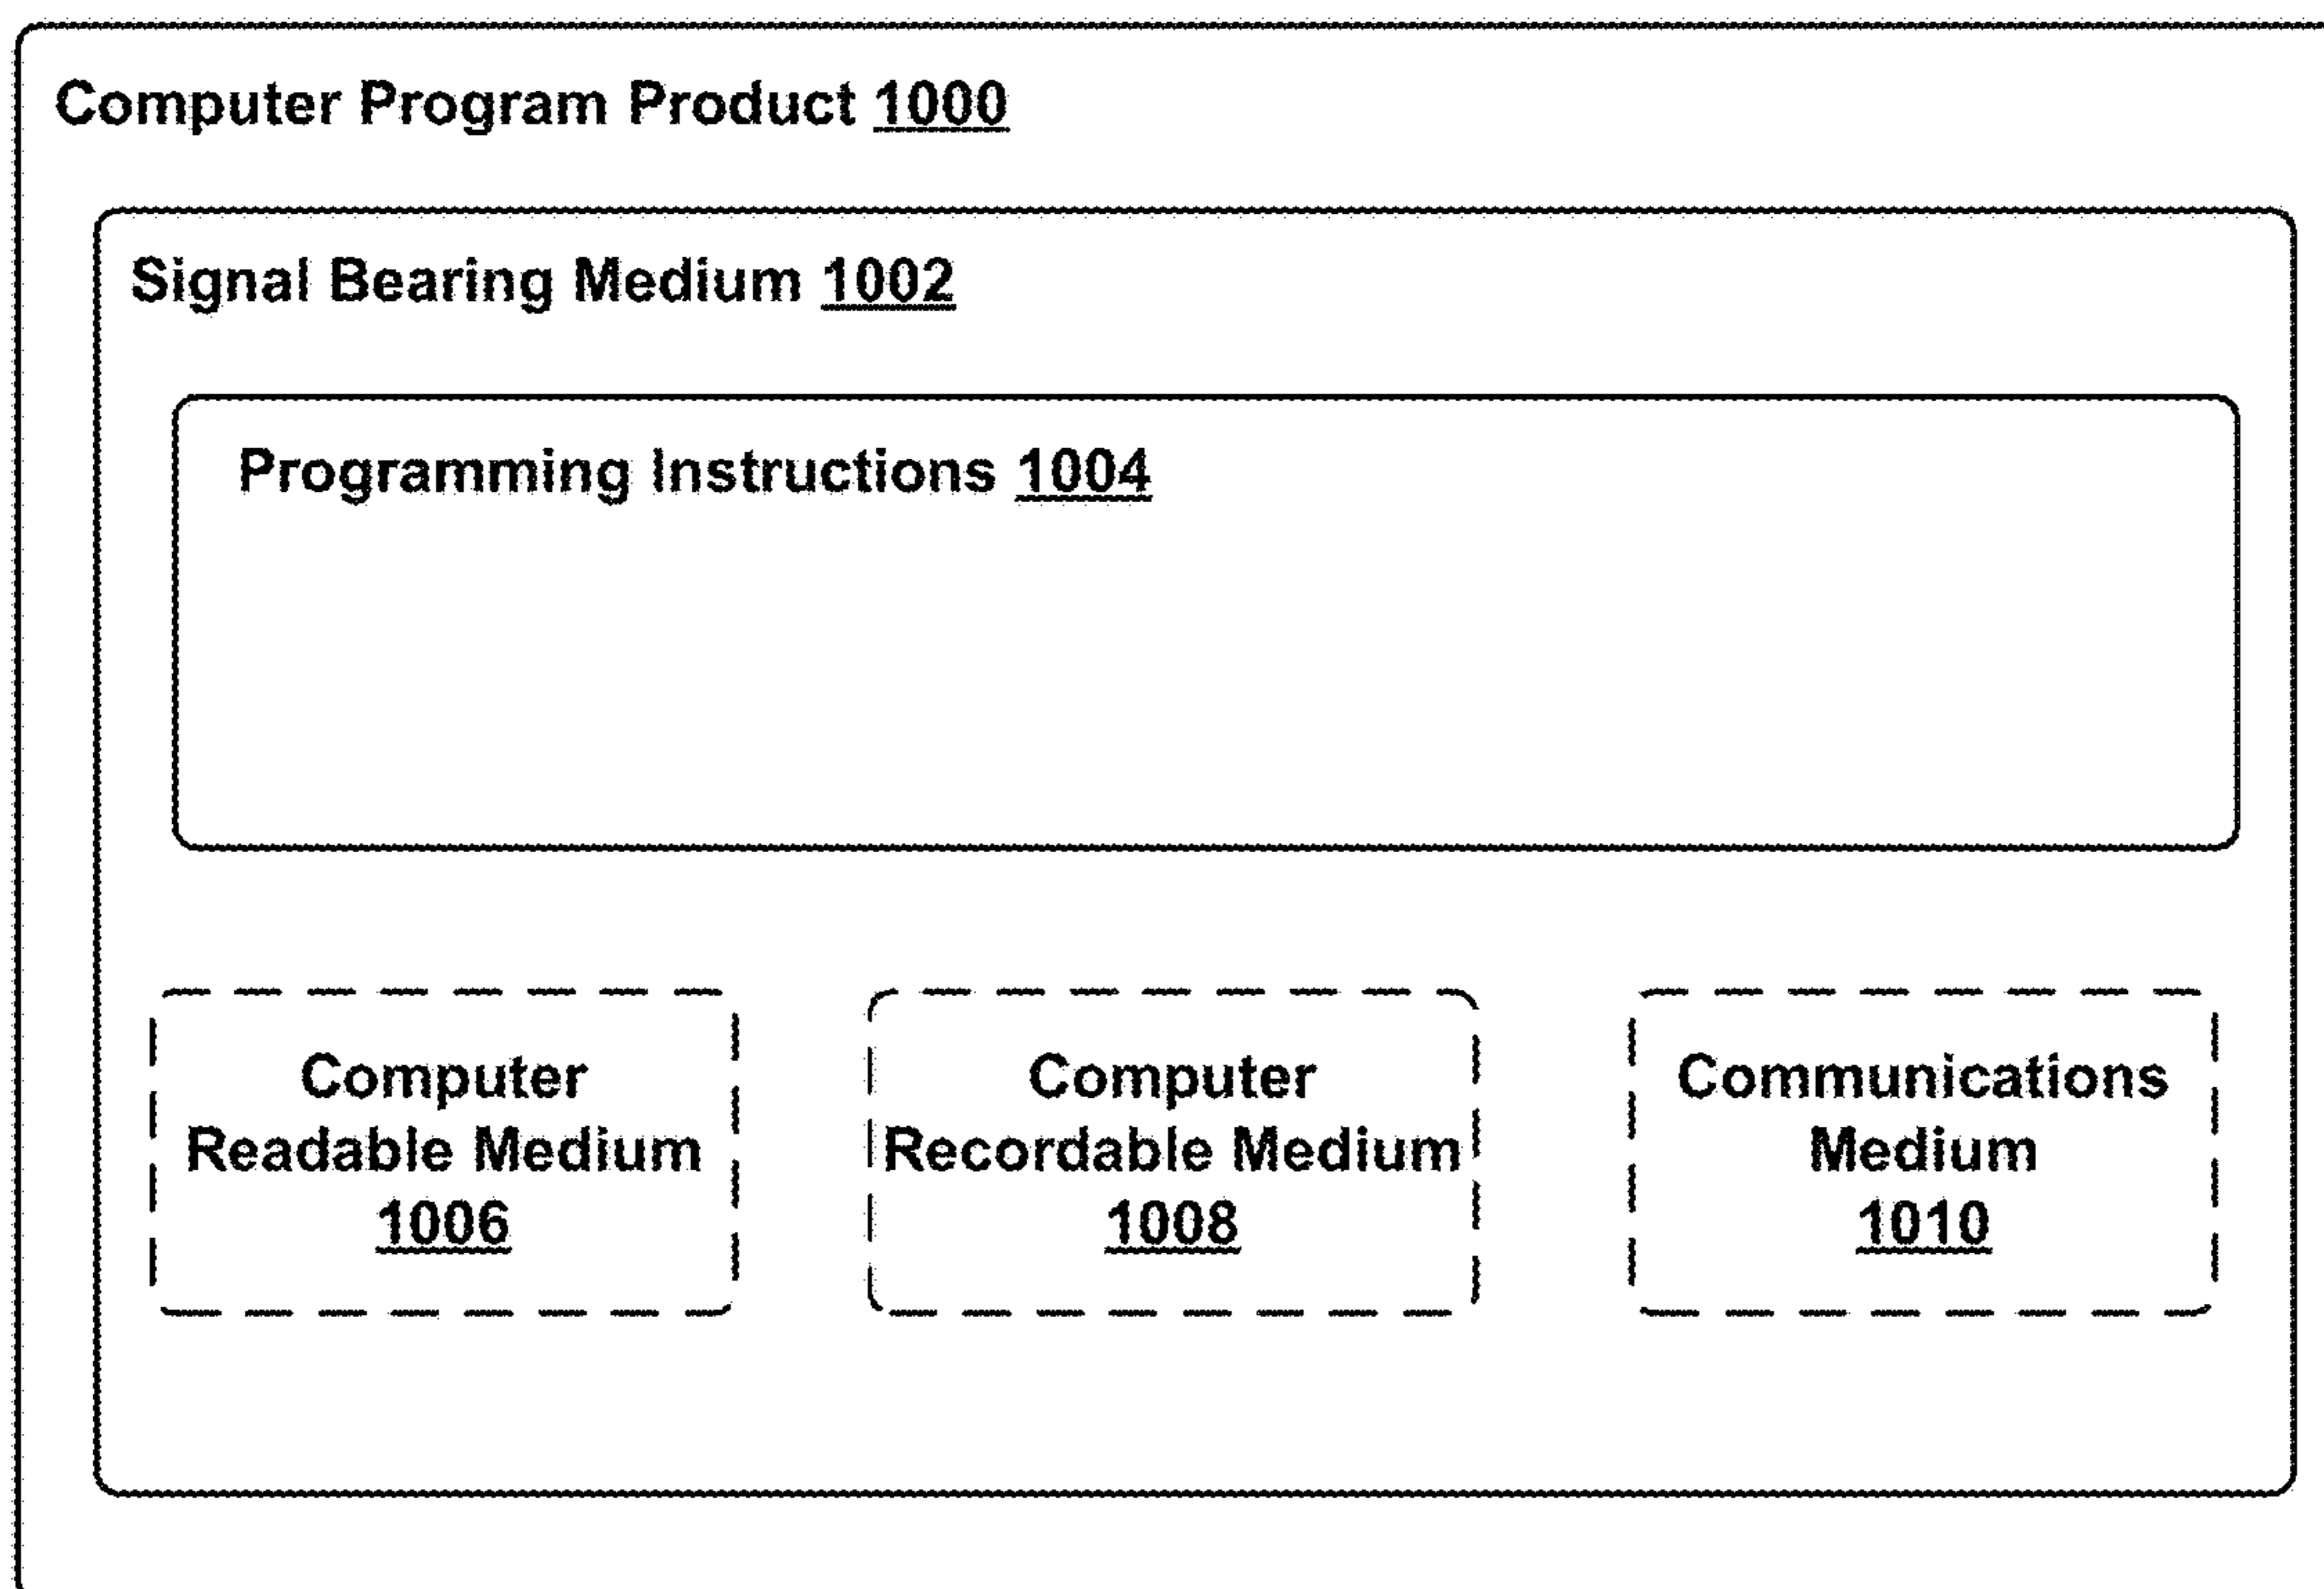 Computer Program Product 1000
Signal Bearing Medium 1002
Programming Instructions 1004
Computer
Readable Medium
1006
Computer
Recordable Medium
1008
Communications
Medium
1010